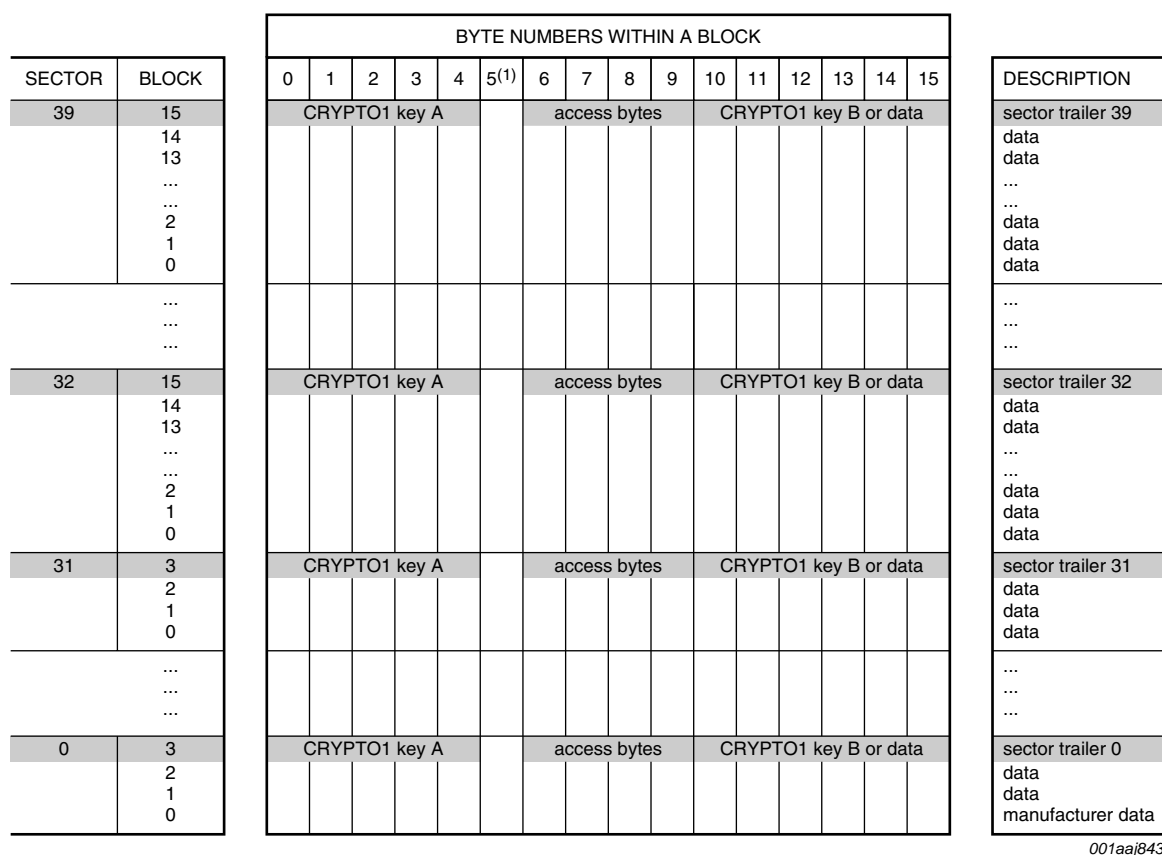 BYTE NUMBERS WITHIN A BLOCK
SECTOR BLOCK 0 1 2 3 4 5(1) 6 7 8 9 10 11 12 13 14 15 DESCRIPTION
39 15 CRYPTO1 key A access bytes CRYPTO1 key B or data sector trailer 39
14 data
13 data
... ...
... ...
2 data
1 data
0 data
... ...
... ...
... ...
32 15 CRYPTO1 key A access bytes CRYPTO1 key B or data sector trailer 32
14 data
13 data
... ...
... ...
2 data
1 data
0 data
31 3 CRYPTO1 key A access bytes CRYPTO1 key B or data sector trailer 31
2 data
1 data
0 data
... ...
... ...
... ...
0 3 CRYPTO1 key A access bytes CRYPTO1 key B or data sector trailer 0
2 data
1 data
0 manufacturer data
001aaj843